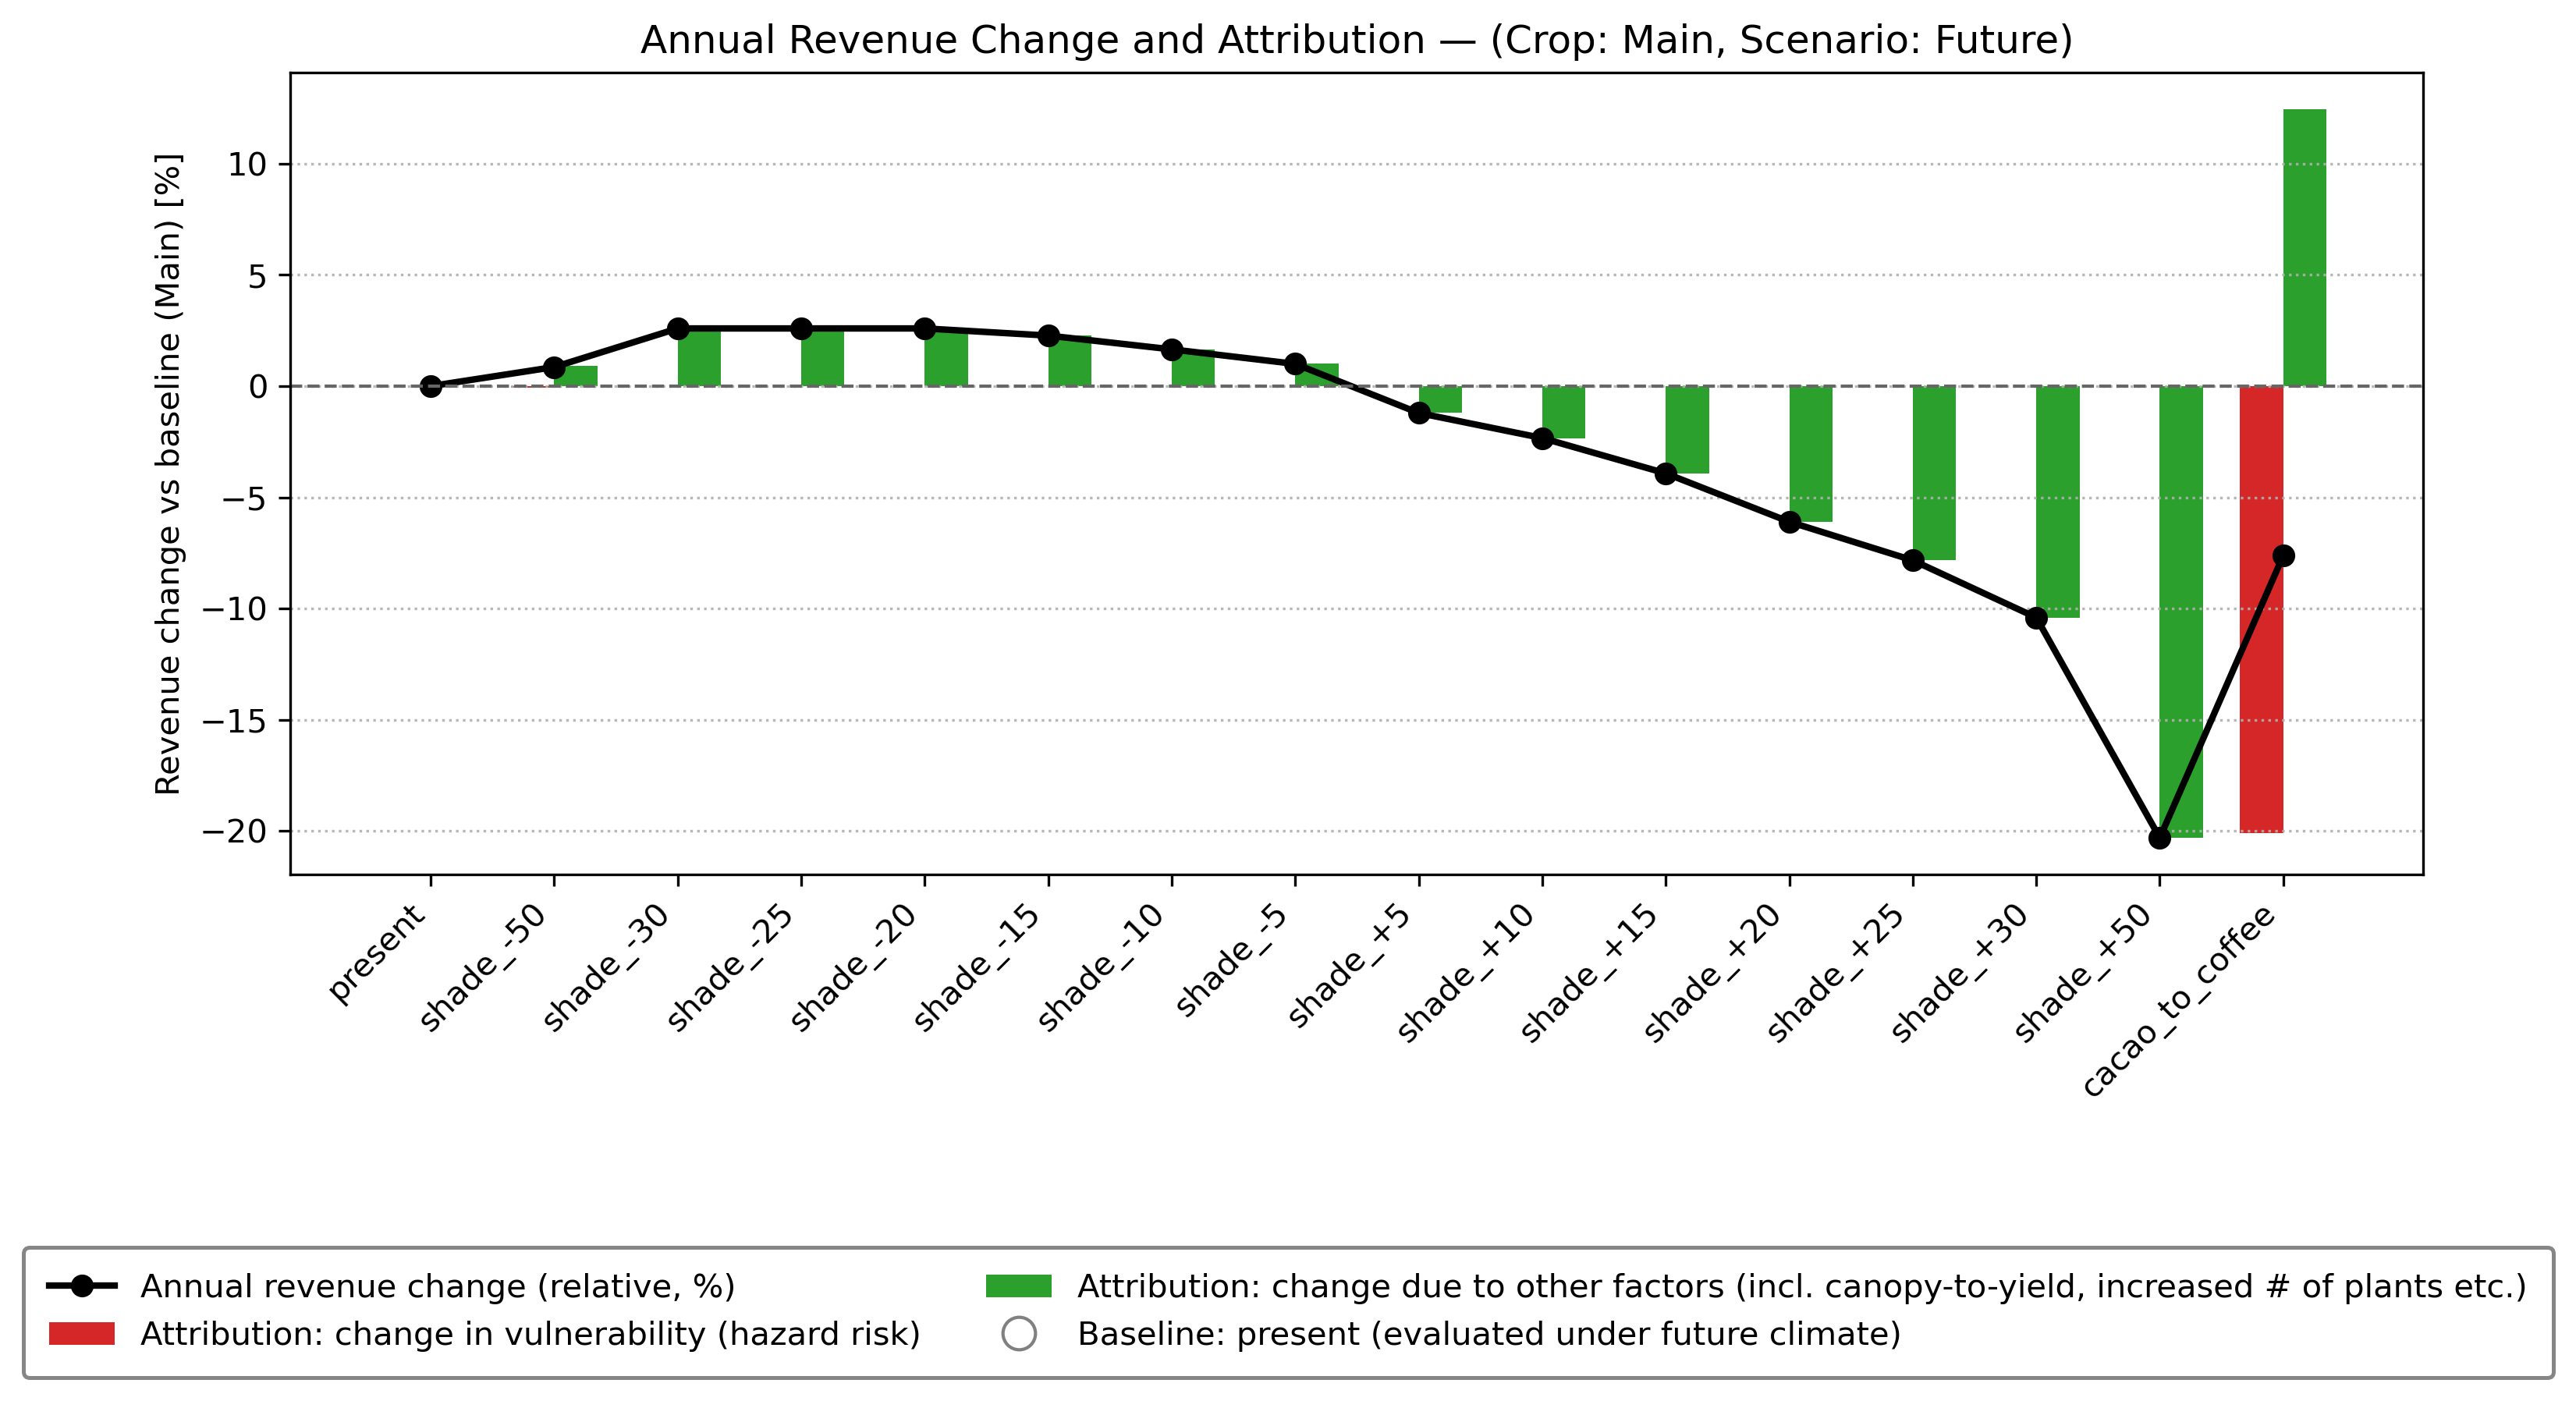 Annual Revenue Change and Attribution — (Crop: Main, Scenario: Future)
Revenue change vs baseline (Main) [%]
10
5
0
−5
−10
−15
−20
present
shade_-50
shade_-30
shade_-25
shade_-20
shade_-15
shade_-10
shade_-5
shade_+5
shade_+10
shade_+15
shade_+20
shade_+25
shade_+30
shade_+50
cacao_to_coffee
Annual revenue change (relative, %)
Attribution: change in vulnerability (hazard risk)
Attribution: change due to other factors (incl. canopy-to-yield, increased # of plants etc.)
Baseline: present (evaluated under future climate)